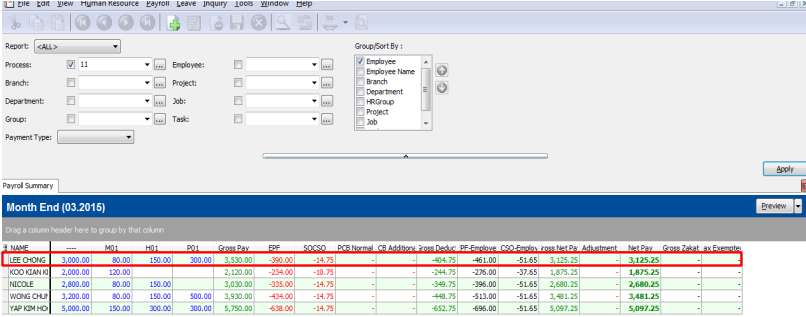 File Edit View Human Resource Payroll Leave Inquiry Tools Window Help
Report: <ALL> Group/Sort By :
Process: 11 ... Employee: ... Employee
Employee Name
Branch: ... Project: ... Branch
Department
Department: ... Job: ... HRGroup
Project
Group: ... Task: ... Job
Payment Type:
Apply
Payroll Summary
Month End (03.2015) Preview
Drag a column header here to group by that column
NAME ---- M01 H01 P01 Gross Pay EPF SOCSO PCB Normal CB Additiona Gross Deduc EPF-Employe CSO-Employ Gross Net Pa Adjustment Net Pay Gross Zakat ax Exempte
LEE CHONG 3,000.00 80.00 150.00 300.00 3,530.00 -390.00 -14.75 - - -404.75 -461.00 -51.65 3,125.25 - 3,125.25 - -
KOO KIAN KI 2,000.00 120.00 2,120.00 -234.00 -10.75 - - -244.75 -276.00 -37.65 1,875.25 - 1,875.25 - -
NICOLE 2,800.00 80.00 150.00 3,030.00 -335.00 -14.75 - - -349.75 -396.00 -51.65 2,680.25 - 2,680.25 - -
WONG CHUN 3,200.00 80.00 150.00 500.00 3,930.00 -434.00 -14.75 - - -448.75 -513.00 -51.65 3,481.25 - 3,481.25 - -
YAP KIM HO 5,000.00 150.00 300.00 300.00 5,750.00 -638.00 -14.75 - - -652.75 -696.00 -51.65 5,097.25 - 5,097.25 - -